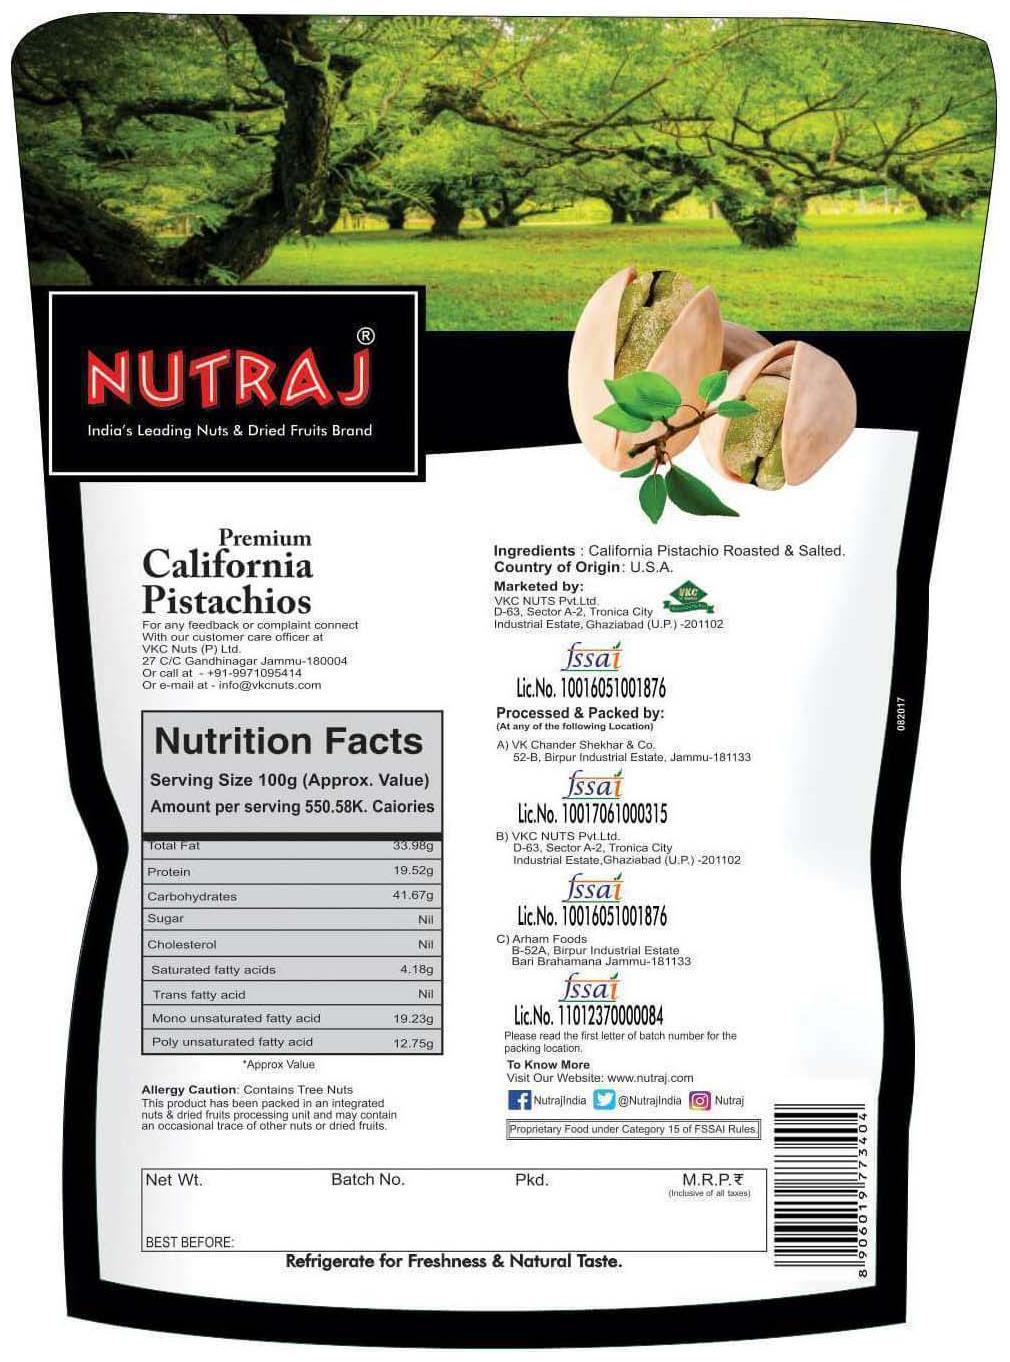 NUTRAJ®
India's Leading Nuts & Dried Fruits Brand
Premium
California
Pistachios
For any feedback or complaint connect
With our customer care officer at
VKC Nuts (P) Ltd.
27 C/C Gandhinagar Jammu-180004
Or call at - +91-9971095414
Or e-mail at - info@vkcnuts.com
Nutrition Facts
Serving Size 100g (Approx. Value)
Amount per serving 550.58K. Caiories
Total Fat 33.98g
Protein 19.52g
Carbohydrates 41.67g
Sugar Nil
Cholesterol Nil
Saturated fatty acids 4.18g
Trans fatty acid Nil
Mono unsaturated fatty acid 19.23g
Poly unsaturated fatty acid 12.75g
*Approx Value
Allergy Caution: Contains Tree Nuts
This product has been packed in an integrated
nuts & dried fruits processing unit and may contain
an occasional trace of other nuts or dried fruits.
Ingredients : California Pistachio Roasted & Salted.
Country of Origin: U.S.A.
Marketed by:
VKC NUTS Pvt.Ltd.
D-63, Sector A-2, Tronica City
Industrial Estate, Ghaziabad (U.P.) -201102
VKC
fssai
Lic.No. 10016051001876
Processed & Packed by:
(At any of the following Location)
A) VK Chander Shekhar & Co.
52-B, Birpur Industrial Estate, Jammu-181133
fssai
Lic.No. 10017061000315
B) VKC NUTS Pvt.Ltd.
D-63, Sector A-2, Tronica City
Industrial Estate,Ghaziabad (U.P.) -201102
fssai
Lic.No. 10016051001876
C) Arham Foods
B-52A, Birpur Industrial Estate
Bari Brahamana Jammu-181133
fssai
Lic.No. 11012370000084
Please read the first letter of batch number for the
packing location.
To Know More
Visit Our Website: www.nutraj.com
NutrajIndia @NutrajIndia Nutraj
Proprietary Food under Category 15 of FSSAI Rules.
082017
8906019773404
Net Wt. Batch No. Pkd. M.R.P.₹
(Inclusive of all taxes)
BEST BEFORE:
Refrigerate for Freshness & Natural Taste.